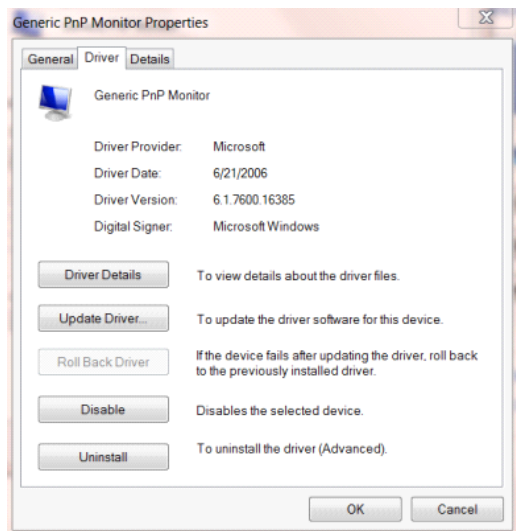 Generic PnP Monitor Properties
General Driver Details
Generic PnP Monitor
Driver Provider: Microsoft
Driver Date: 6/21/2006
Driver Version: 6.1.7600.16385
Digital Signer: Microsoft Windows
Driver Details To view details about the driver files.
Update Driver... To update the driver software for this device.
Roll Back Driver If the device fails after updating the driver, roll back
to the previously installed driver.
Disable Disables the selected device.
Uninstall To uninstall the driver (Advanced).
OK Cancel